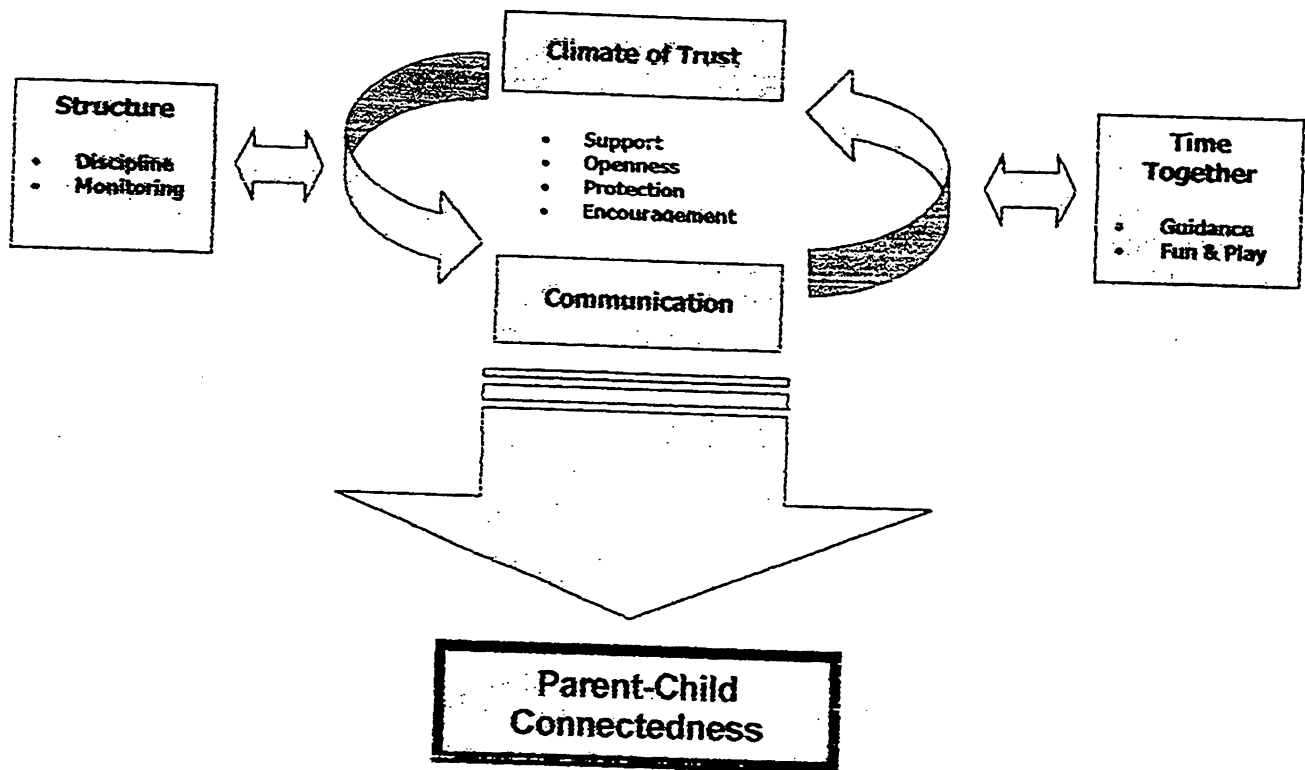 Climate of Trust
Structure
• Discipline
• Monitoring
• Support
• Openness
• Protection
• Encouragement
Time
Together
• Guidance
• Fun & Play
Communication
Parent-Child
Connectedness